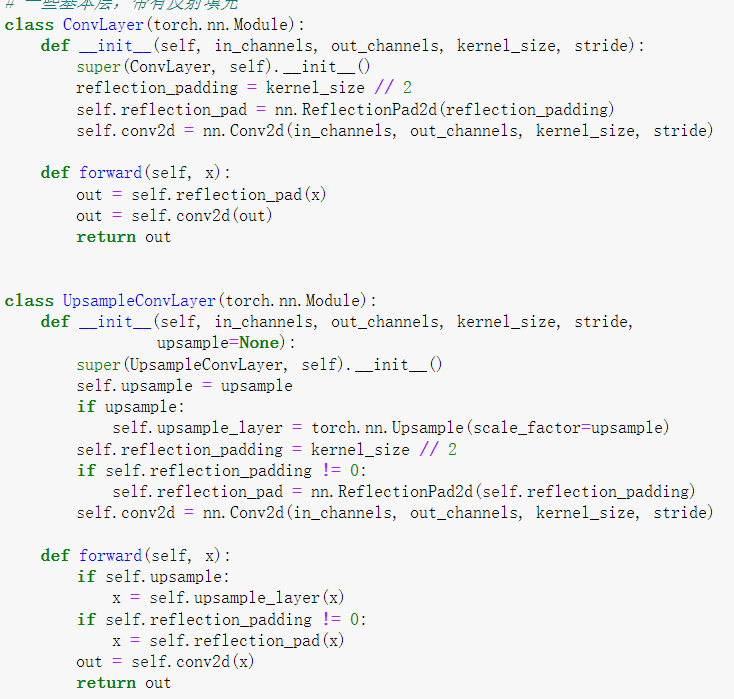 # 一些基本层，带有反射填充
class ConvLayer(torch.nn.Module):
    def __init__(self, in_channels, out_channels, kernel_size, stride):
        super(ConvLayer, self).__init__()
        reflection_padding = kernel_size // 2
        self.reflection_pad = nn.ReflectionPad2d(reflection_padding)
        self.conv2d = nn.Conv2d(in_channels, out_channels, kernel_size, stride)

    def forward(self, x):
        out = self.reflection_pad(x)
        out = self.conv2d(out)
        return out


class UpsampleConvLayer(torch.nn.Module):
    def __init__(self, in_channels, out_channels, kernel_size, stride,
                 upsample=None):
        super(UpsampleConvLayer, self).__init__()
        self.upsample = upsample
        if upsample:
            self.upsample_layer = torch.nn.Upsample(scale_factor=upsample)
        self.reflection_padding = kernel_size // 2
        if self.reflection_padding != 0:
            self.reflection_pad = nn.ReflectionPad2d(self.reflection_padding)
        self.conv2d = nn.Conv2d(in_channels, out_channels, kernel_size, stride)

    def forward(self, x):
        if self.upsample:
            x = self.upsample_layer(x)
        if self.reflection_padding != 0:
            x = self.reflection_pad(x)
        out = self.conv2d(x)
        return out